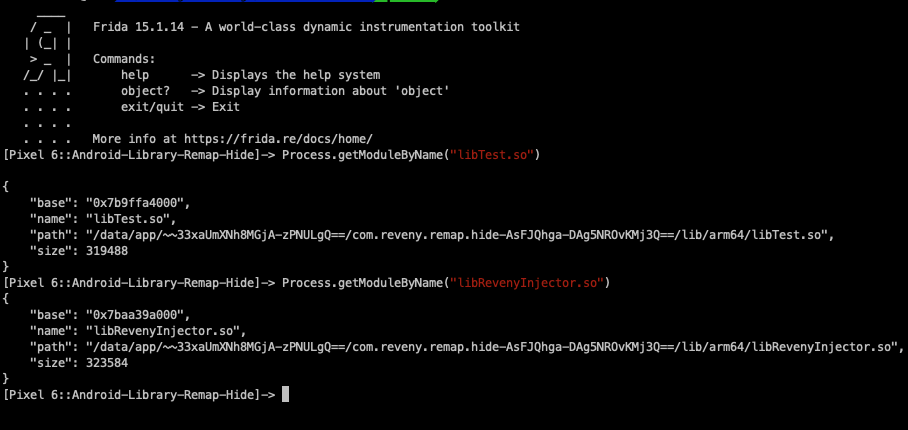 Frida 15.1.14 - A world-class dynamic instrumentation toolkit
Commands:
help -> Displays the help system
object? -> Display information about 'object'
exit/quit -> Exit
More info at https://frida.re/docs/home/
[Pixel 6::Android-Library-Remap-Hide]-> Process.getModuleByName("libTest.so")
{
"base": "0x7b9ffa4000",
"name": "libTest.so",
"path": "/data/app/~~33xaUmXNh8MGjA-zPNULgQ==/com.reveny.remap.hide-AsFJQhga-DAg5NROvKMj3Q==/lib/arm64/libTest.so",
"size": 319488
}
[Pixel 6::Android-Library-Remap-Hide]-> Process.getModuleByName("libRevenyInjector.so")
{
"base": "0x7baa39a000",
"name": "libRevenyInjector.so",
"path": "/data/app/~~33xaUmXNh8MGjA-zPNULgQ==/com.reveny.remap.hide-AsFJQhga-DAg5NROvKMj3Q==/lib/arm64/libRevenyInjector.so",
"size": 323584
}
[Pixel 6::Android-Library-Remap-Hide]->